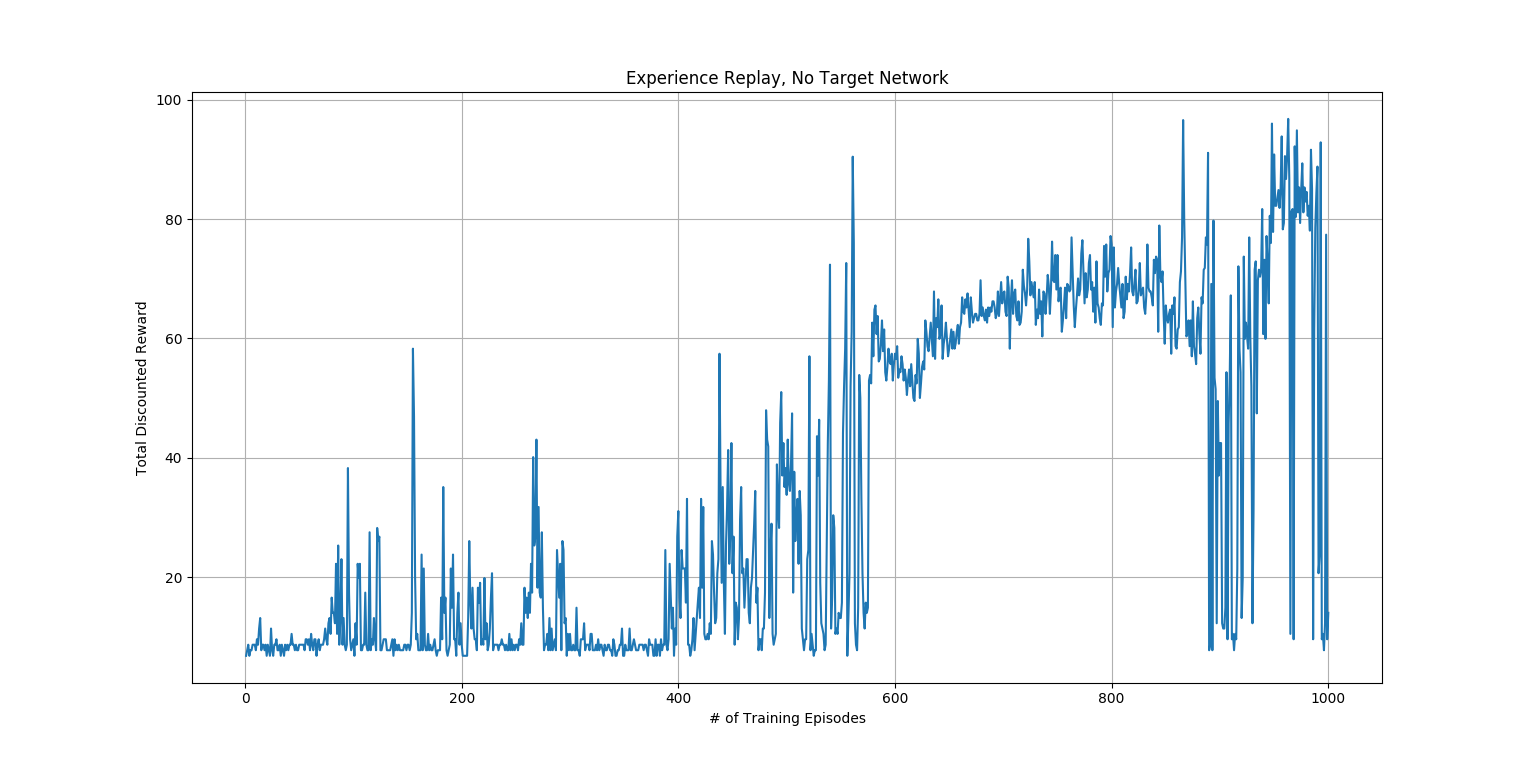 Experience Replay, No Target Network
100
80
60
40
20
Total Discounted Reward
0 200 400 600 800 1000
# of Training Episodes